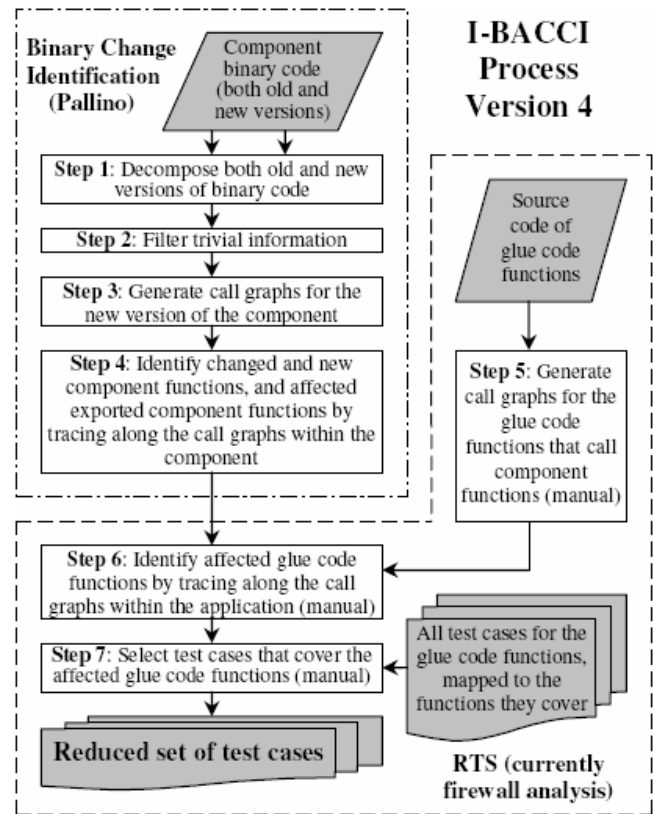 Binary Change
Identification
(Pallino)
Component
binary code
(both old and
new versions)
I-BACCI
Process
Version 4
Step 1: Decompose both old and new
versions of binary code
Step 2: Filter trivial information
Step 3: Generate call graphs for the
new version of the component
Step 4: Identify changed and new
component functions, and affected
exported component functions by
tracing along the call graphs within the
component
Source
code of
glue code
functions
Step 5: Generate
call graphs for the
glue code
functions that call
component
functions (manual)
Step 6: Identify affected glue code
functions by tracing along the call
graphs within the application (manual)
Step 7: Select test cases that cover the
affected glue code functions (manual)
All test cases for the
glue code functions,
mapped to the
functions they cover
Reduced set of test cases
RTS (currently
firewall analysis)